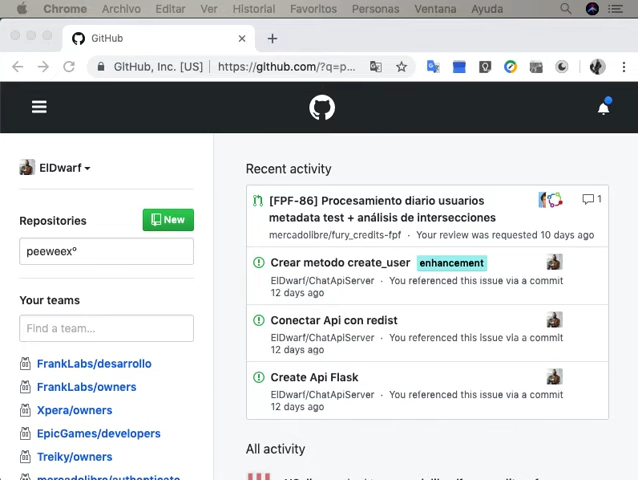 Chrome Archivo Editar Ver Historial Favoritos Personas Ventana Ayuda
GitHub
GitHub, Inc. [US] https://github.com/?q=p...
ElDwarf
Repositories
New
peeweexº
Your teams
Find a team...
FrankLabs/desarrollo
FrankLabs/owners
Xpera/owners
EpicGames/developers
Treiky/owners
mercadolibre/authenticate
Recent activity
[FPF-86] Procesamiento diario usuarios
metadata test + análisis de intersecciones
1
mercadolibre/fury_credits-fpf · Your review was requested 10 days ago
Crear metodo create_user enhancement
ElDwarf/ChatApiServer · You referenced this issue via a commit
12 days ago
Conectar Api con redist
ElDwarf/ChatApiServer · You referenced this issue via a commit
12 days ago
Create Api Flask
ElDwarf/ChatApiServer · You referenced this issue via a commit
12 days ago
All activity